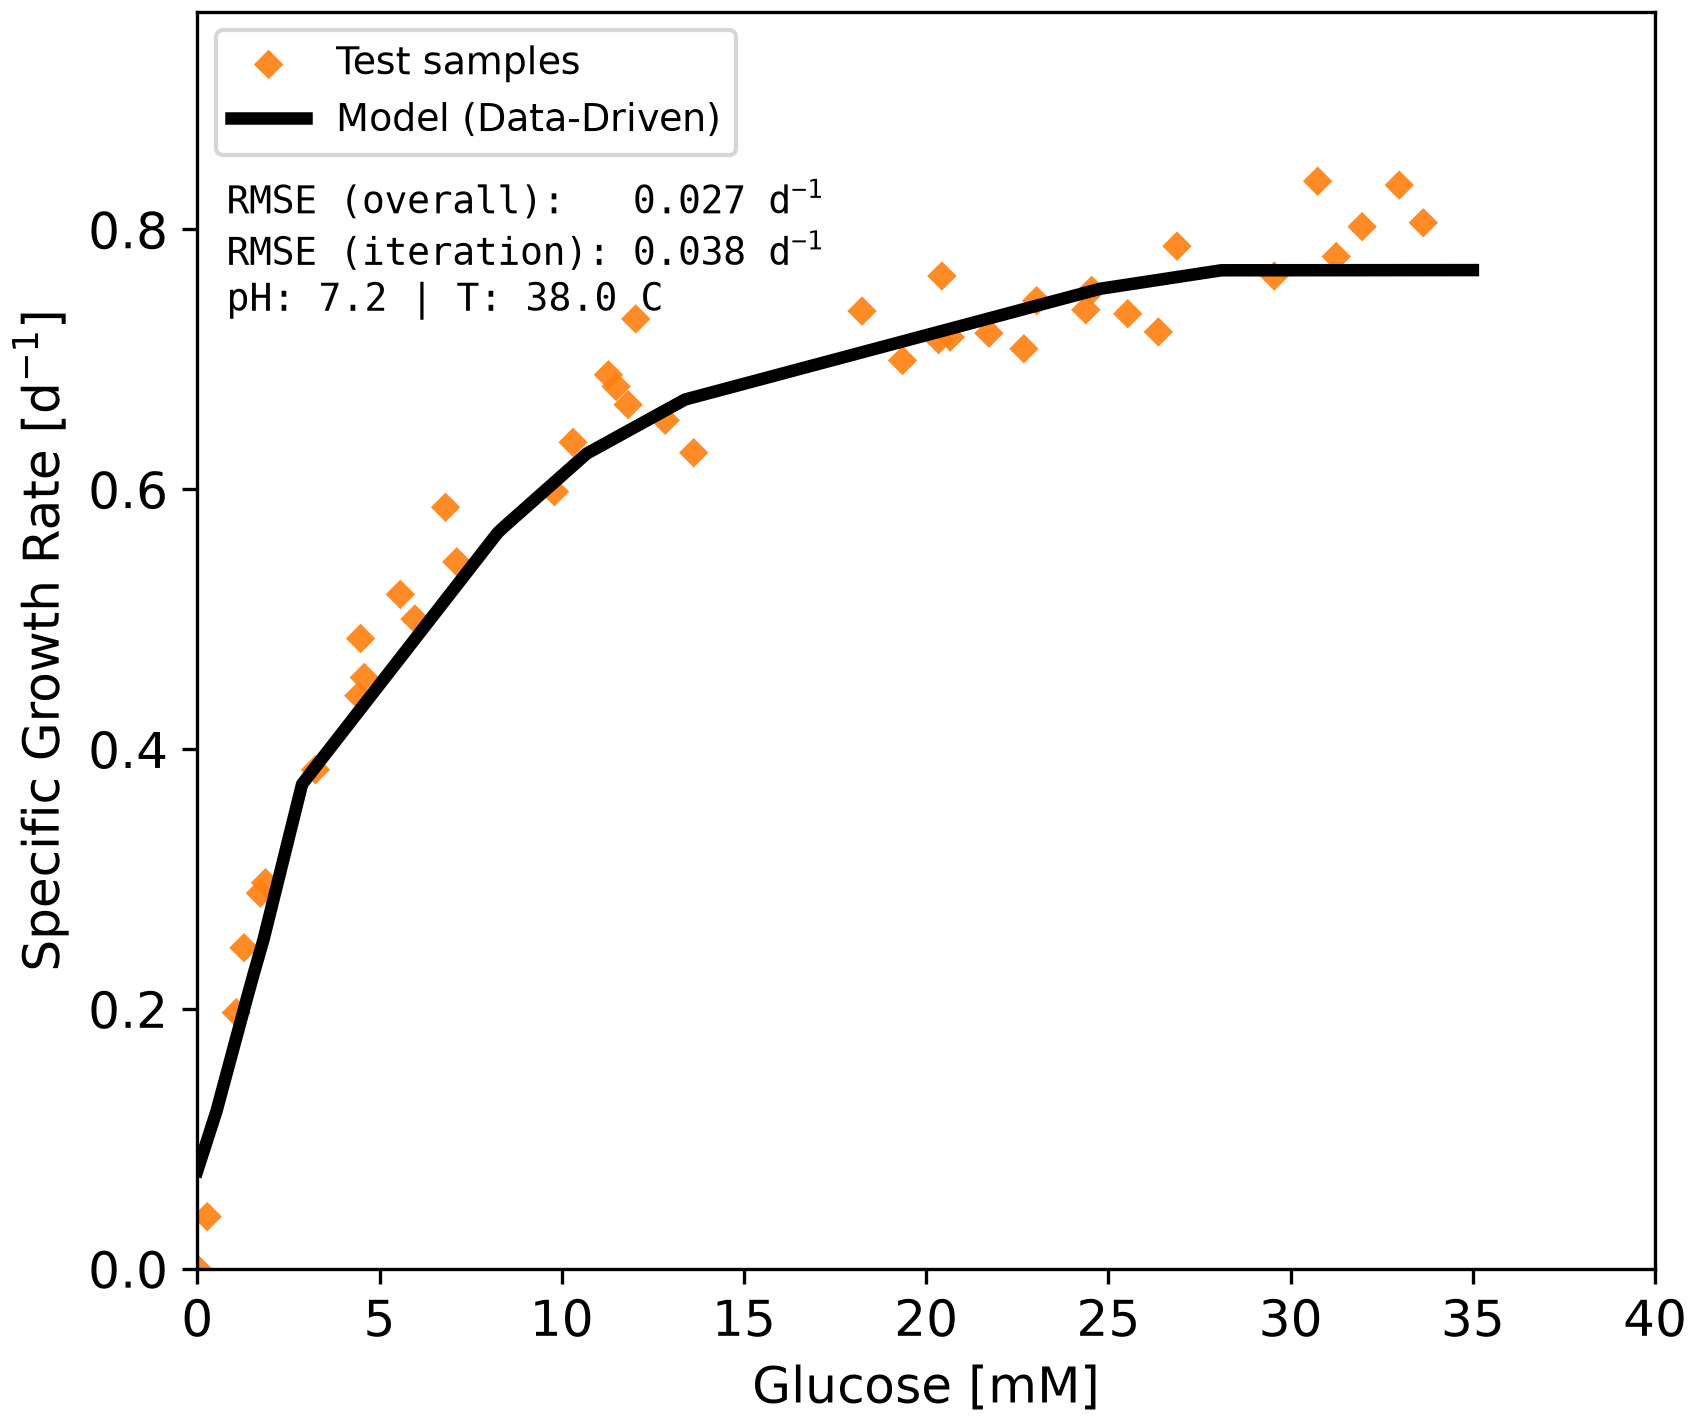 Test samples
Model (Data-Driven)
RMSE (overall): 0.027 d⁻¹
RMSE (iteration): 0.038 d⁻¹
pH: 7.2 | T: 38.0 C
Specific Growth Rate [d⁻¹]
0.8
0.6
0.4
0.2
0.0
0 5 10 15 20 25 30 35 40
Glucose [mM]